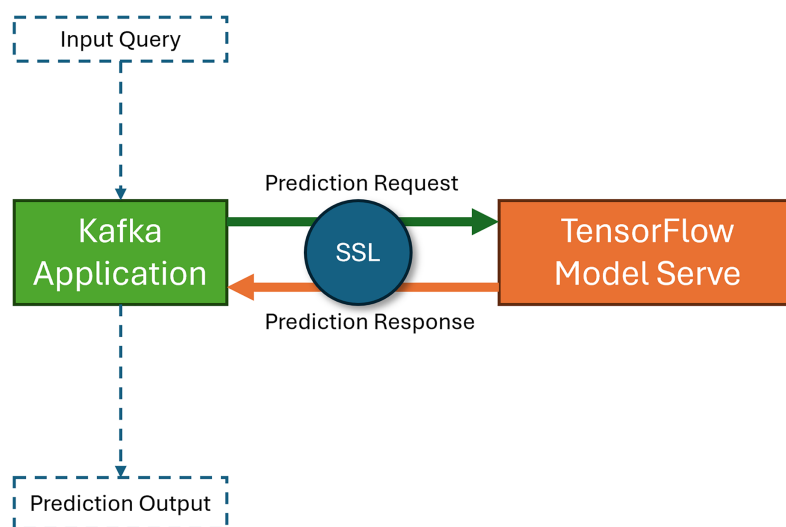 Input Query
Prediction Request
Kafka
Application
SSL
TensorFlow
Model Serve
Prediction Response
Prediction Output